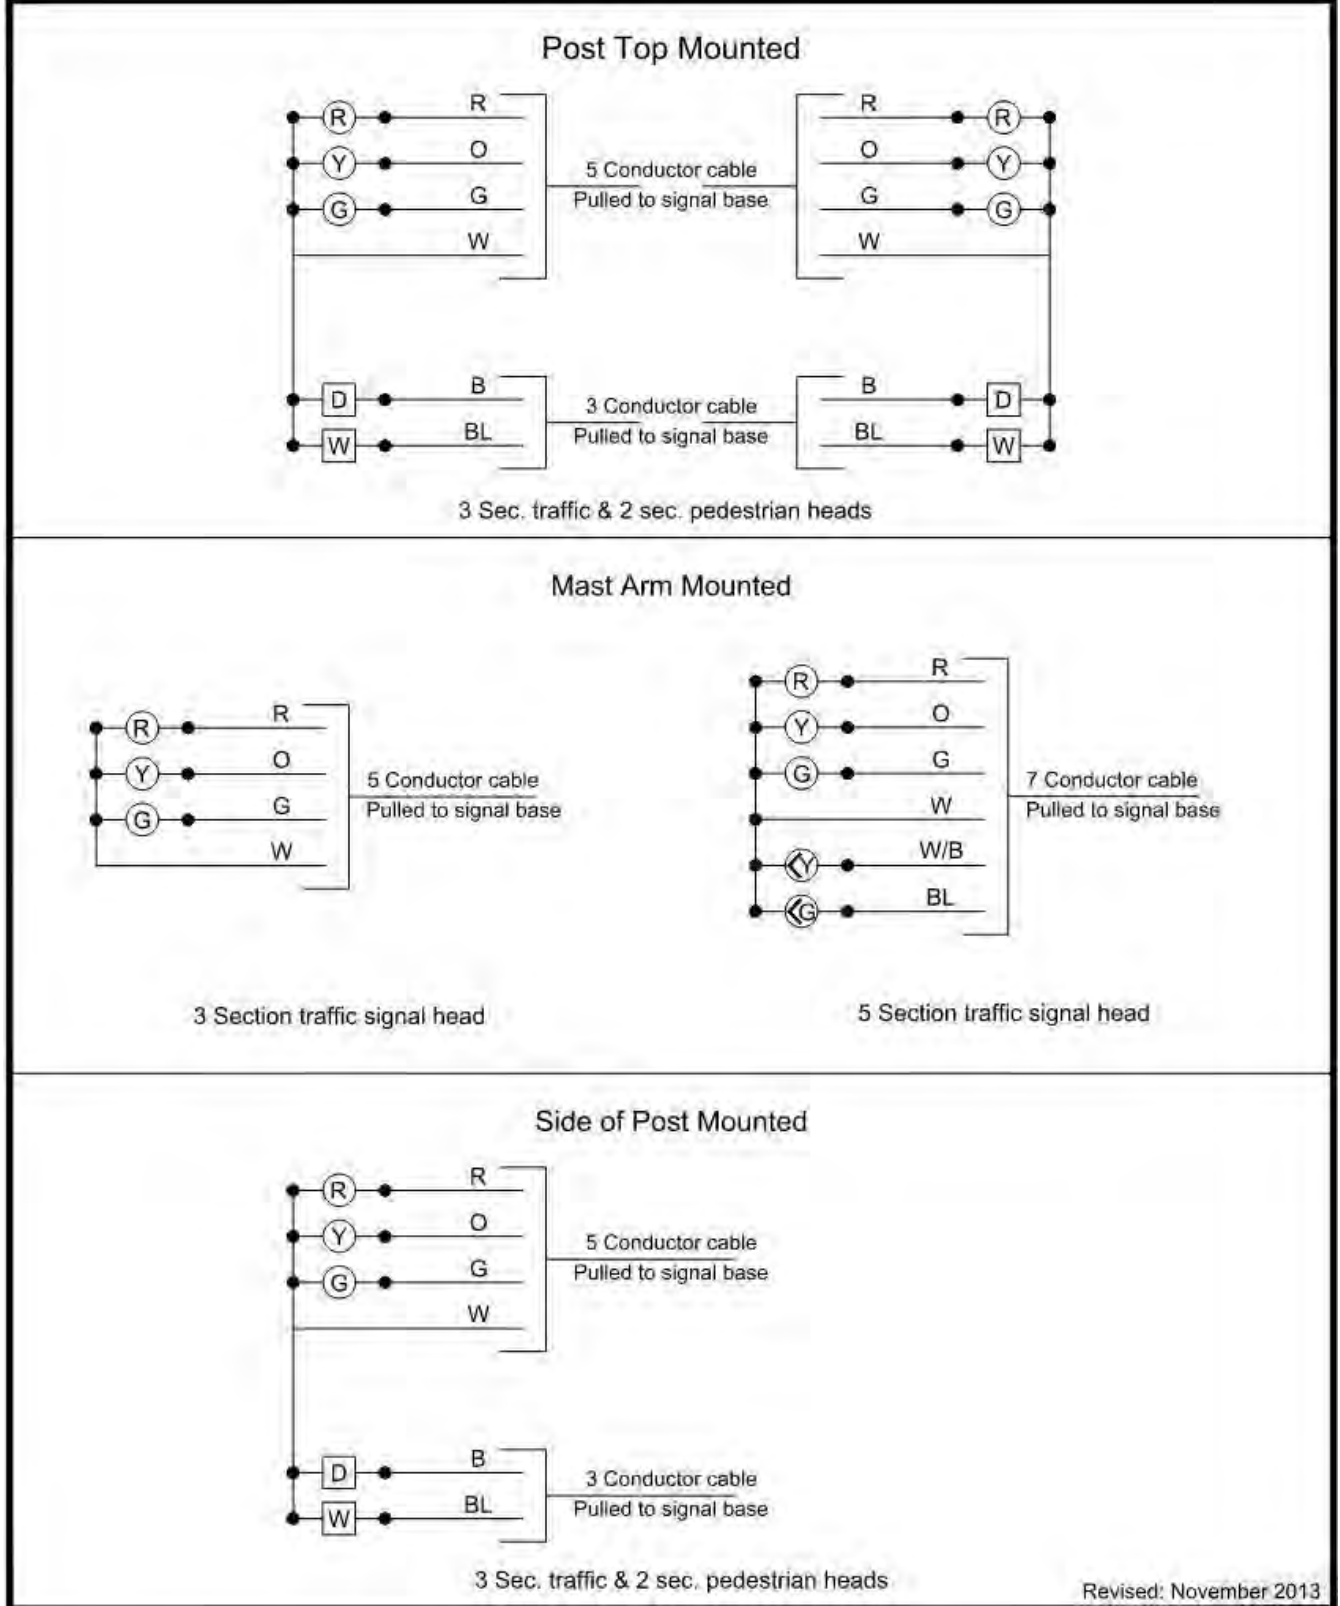 Post Top Mounted
R R R R
Y O O Y
5 Conductor cable
Pulled to signal base
G G G G
W W
D B B D
3 Conductor cable
Pulled to signal base
W BL BL W
3 Sec. traffic & 2 sec. pedestrian heads
Mast Arm Mounted
R R
Y O
G G
W
5 Conductor cable
Pulled to signal base
3 Section traffic signal head
R R
Y O
G G
W
Y W/B
G BL
7 Conductor cable
Pulled to signal base
5 Section traffic signal head
Side of Post Mounted
R R
Y O
G G
W
5 Conductor cable
Pulled to signal base
D B
W BL
3 Conductor cable
Pulled to signal base
3 Sec. traffic & 2 sec. pedestrian heads
Revised: November 2013